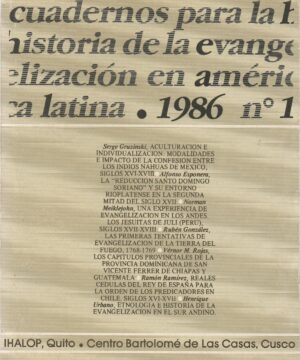 cuadernos para la h
historia de la evange
elización en améric
ca latina . 1986 nº 1
Serge Gruzinski, ACULTURACION E
INDIVIDUALIZACION: MODALIDADES
E IMPACTO DE LA CONFESION ENTRE
LOS INDIOS NAHUAS DE MEXICO,
SIGLOS XVI-XVIII. Alfonso Esponera,
LA "REDUCCION SANTO DOMINGO
SORIANO" Y SU ENTORNO
RIOPLATENSE EN LA SEGUNDA
MITAD DEL SIGLO XVII. Norman
Meiklejohn, UNA EXPERIENCIA DE
EVANGELIZACION EN LOS ANDES.
LOS JESUITAS DE JULI (PERU),
SIGLOS XVII-XVIII. Rubén González,
LAS PRIMERAS TENTATIVAS DE
EVANGELIZACION DE LA TIERRA DEL
FUEGO, 1768-1769. Vérnor M. Rojas,
LOS CAPITULOS PROVINCIALES DE LA
PROVINCIA DOMINICANA DE SAN
VICENTE FERRER DE CHIAPAS Y
GUATEMALA. Ramón Ramírez, REALES
CEDULAS DEL REY DE ESPAÑA PARA
LA ORDEN DE LOS PREDICADORES EN
CHILE, SIGLOS XVI-XVII. Henrique
Urbano, ETNOLOGIA E HISTORIA DE LA
EVANGELIZACION EN EL SUR ANDINO.
IHALOP, Quito . Centro Bartolomé de Las Casas, Cusco